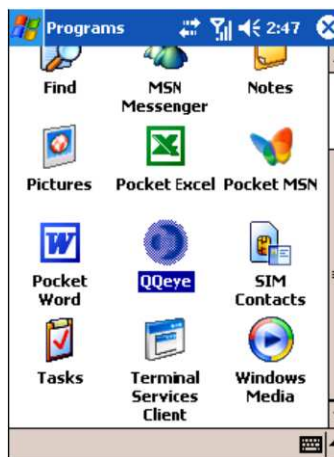 Programs 2:47
Find MSN Messenger Notes
Pictures Pocket Excel Pocket MSN
Pocket Word QQeye SIM Contacts
Tasks Terminal Services Client Windows Media